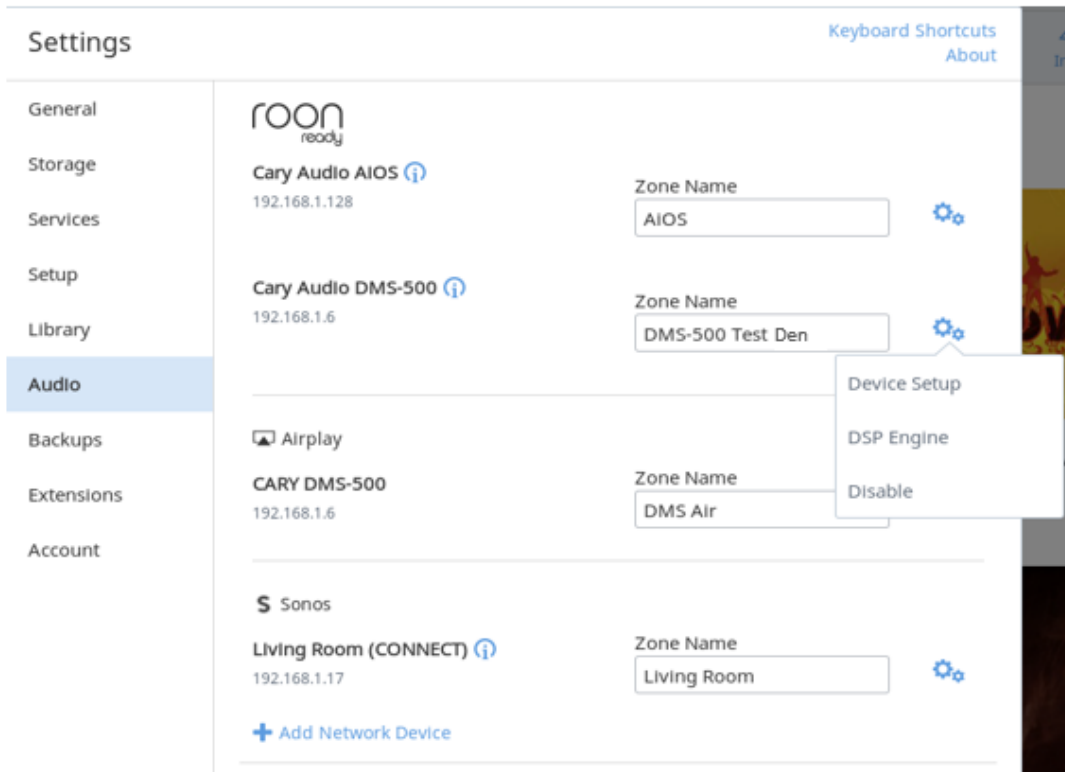 Settings
Keyboard Shortcuts
About
General
Storage
Services
Setup
Library
Audio
Backups
Extensions
Account
roon
ready
Cary Audio AIOS
192.168.1.128
Zone Name
AIOS
Cary Audio DMS-500
192.168.1.6
Zone Name
DMS-500 Test Den
Device Setup
DSP Engine
Disable
Airplay
CARY DMS-500
192.168.1.6
Zone Name
DMS Air
S Sonos
Living Room (CONNECT)
192.168.1.17
Zone Name
Living Room
+ Add Network Device